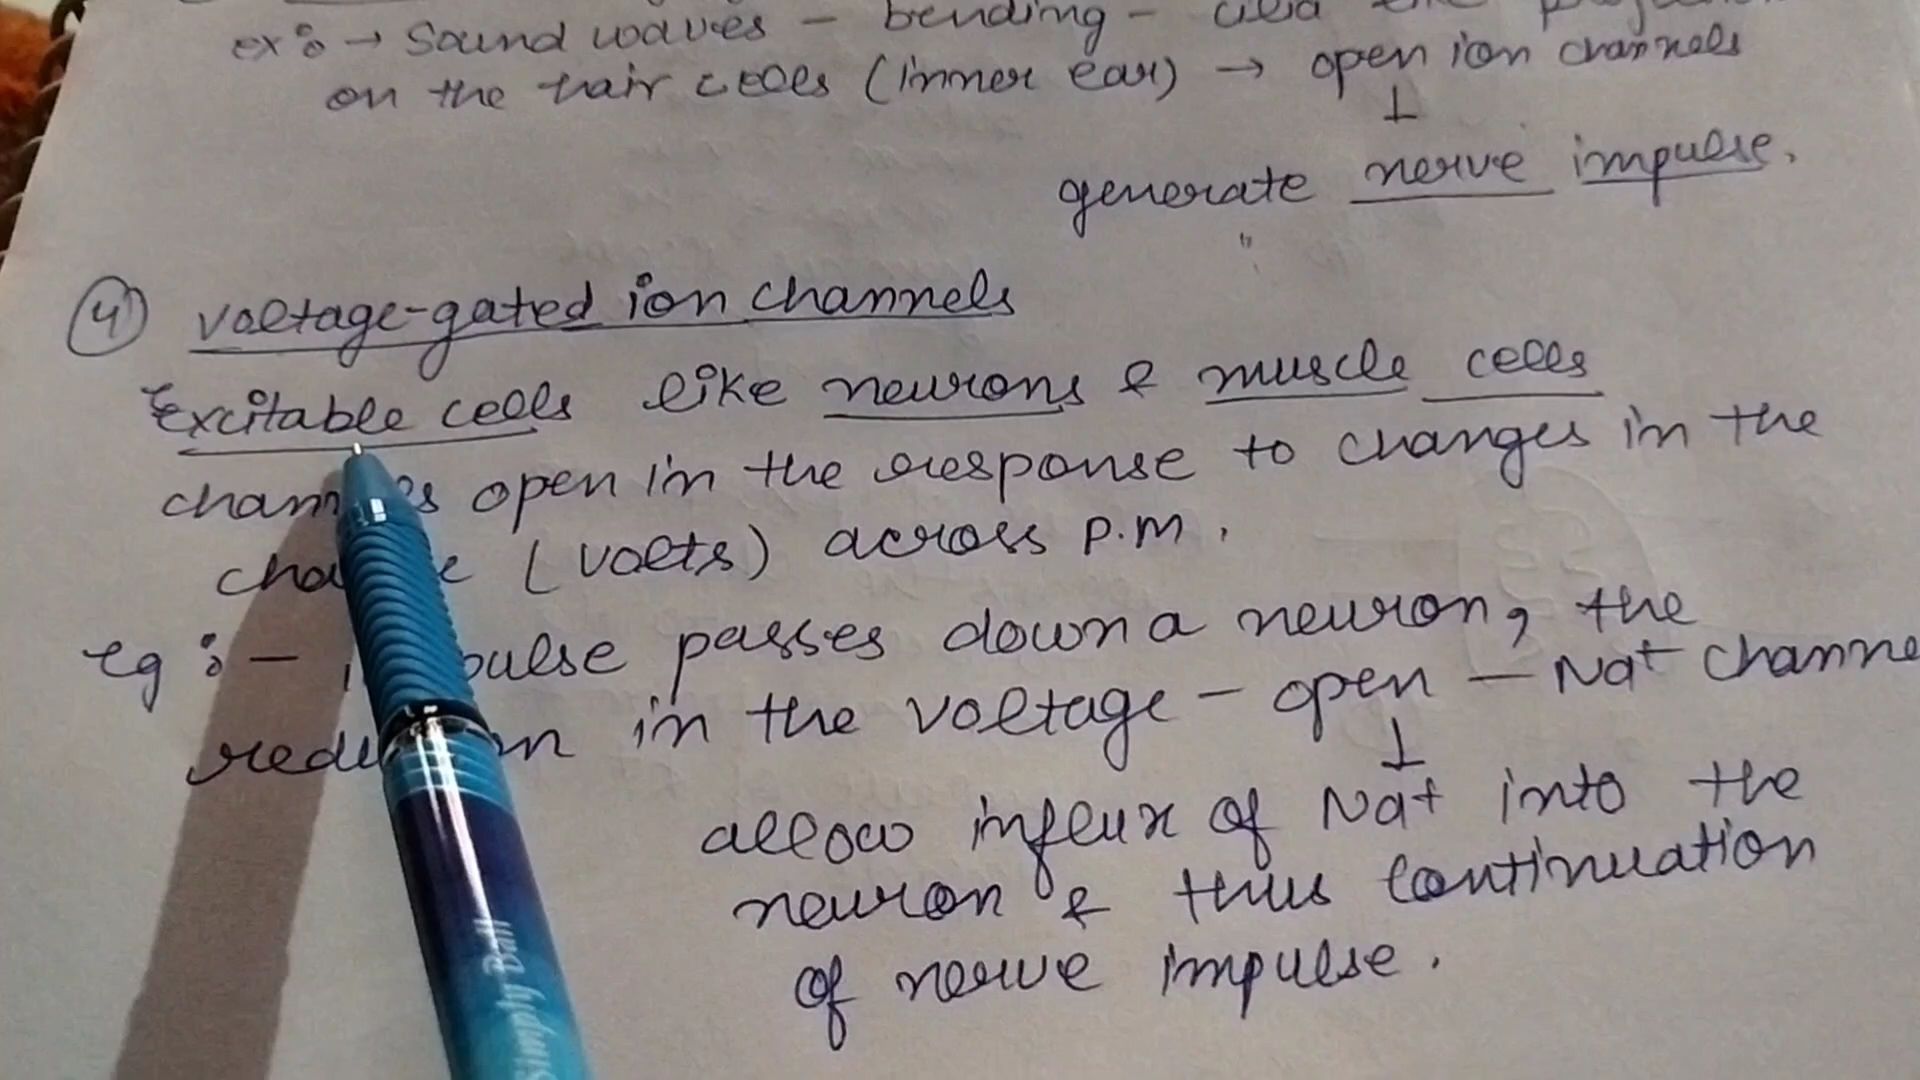 ex:→ Sound waves - bending -
on the hair cells (inner ear) → open ion channels
↓
generate nerve impulse.
④ voltage-gated ion channels
Excitable cells like neurons & muscle cells
open in the response to changes in the
(volts) across P.M.
eg :- passes down a neuron, the
in the voltage - open - Na+ channe
↓
allow influx of Na+ into the
neuron & thus continuation
of nerve impulse.
Simply Ball